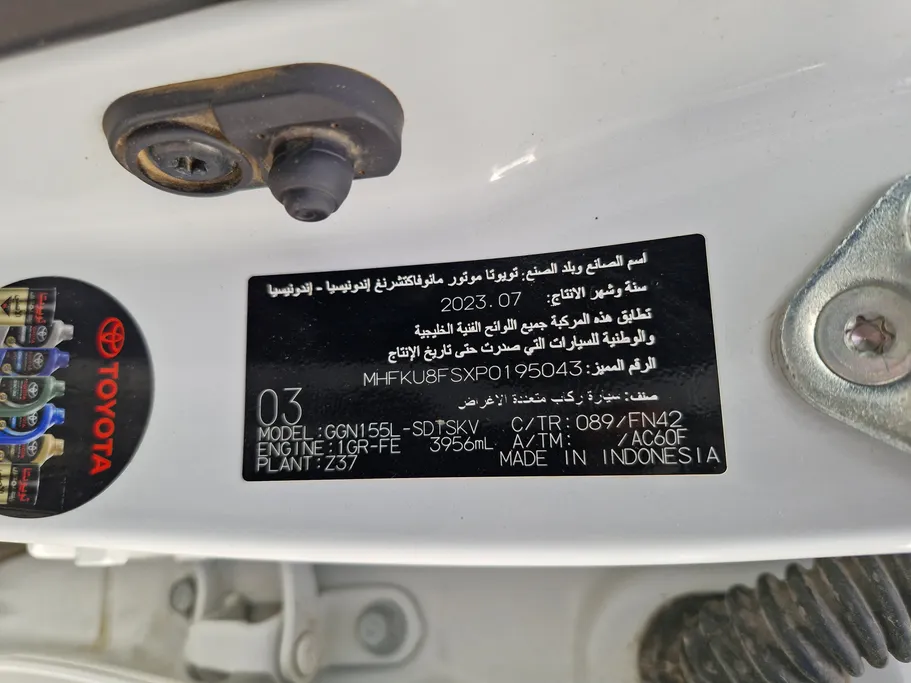 اسم الصانع وبلد الصنع: تويوتا موتور مانوفاكتشرنغ إندونيسيا - إندونيسيا
سنة وشهر الانتاج: 2023.07
تطابق هذه المركبة جميع اللوائح الفنية الخليجية
والوطنية للسيارات التي صدرت حتى تاريخ الإنتاج
الرقم المميز: MHFKU8FSXP0195043
صنف: سيارة ركاب متعددة الاغراض
03
MODEL:GGN155L-SDTSKV C/TR:089/FN42
ENGINE:1GR-FE 3956mL A/TM: /AC60F
PLANT:Z37 MADE IN INDONESIA
TOYOTA